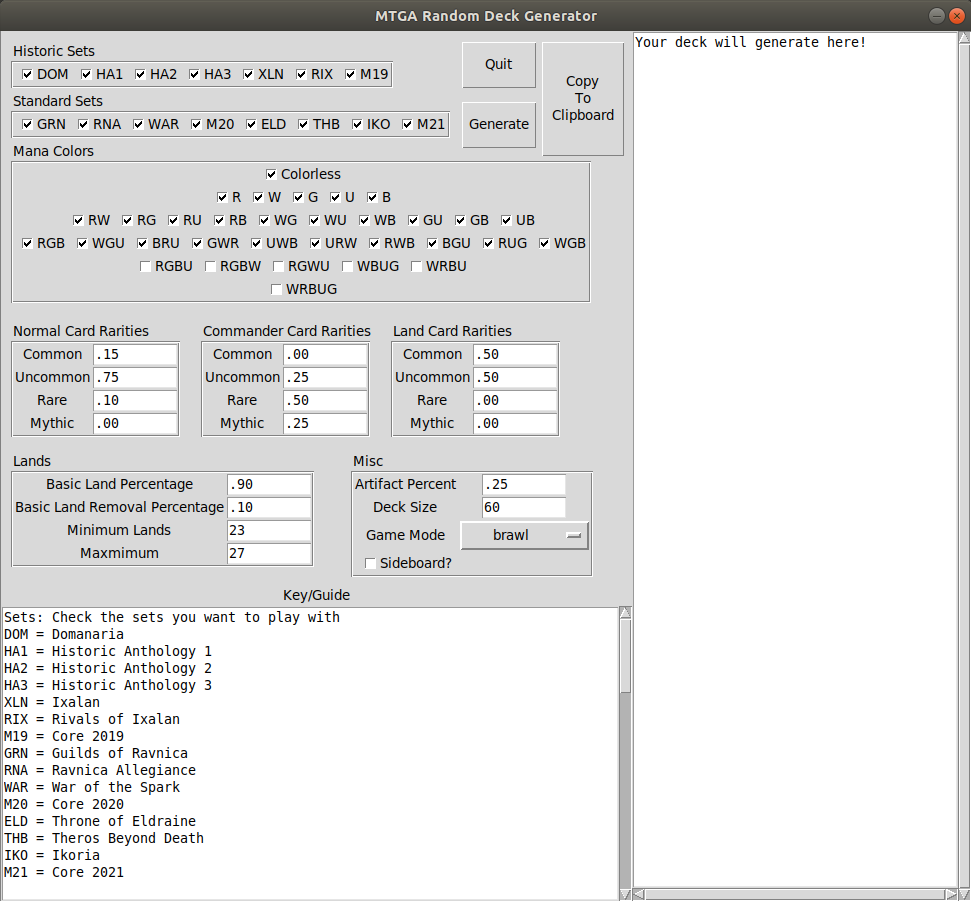 MTGA Random Deck Generator
Historic Sets
DOM HA1 HA2 HA3 XLN RIX M19
Standard Sets
GRN RNA WAR M20 ELD THB IKO M21
Quit
Generate
Copy
To
Clipboard
Mana Colors
Colorless
R W G U B
RW RG RU RB WG WU WB GU GB UB
RGB WGU BRU GWR UWB URW RWB BGU RUG WGB
RGBU RGBW RGWU WBUG WRBU
WRBUG
Normal Card Rarities
Common .15
Uncommon .75
Rare .10
Mythic .00
Commander Card Rarities
Common .00
Uncommon .25
Rare .50
Mythic .25
Land Card Rarities
Common .50
Uncommon .50
Rare .00
Mythic .00
Lands
Basic Land Percentage .90
Basic Land Removal Percentage .10
Minimum Lands 23
Maxmimum 27
Misc
Artifact Percent .25
Deck Size 60
Game Mode brawl
Sideboard?
Key/Guide
Sets: Check the sets you want to play with
DOM = Domanaria
HA1 = Historic Anthology 1
HA2 = Historic Anthology 2
HA3 = Historic Anthology 3
XLN = Ixalan
RIX = Rivals of Ixalan
M19 = Core 2019
GRN = Guilds of Ravnica
RNA = Ravnica Allegiance
WAR = War of the Spark
M20 = Core 2020
ELD = Throne of Eldraine
THB = Theros Beyond Death
IKO = Ikoria
M21 = Core 2021
Your deck will generate here!